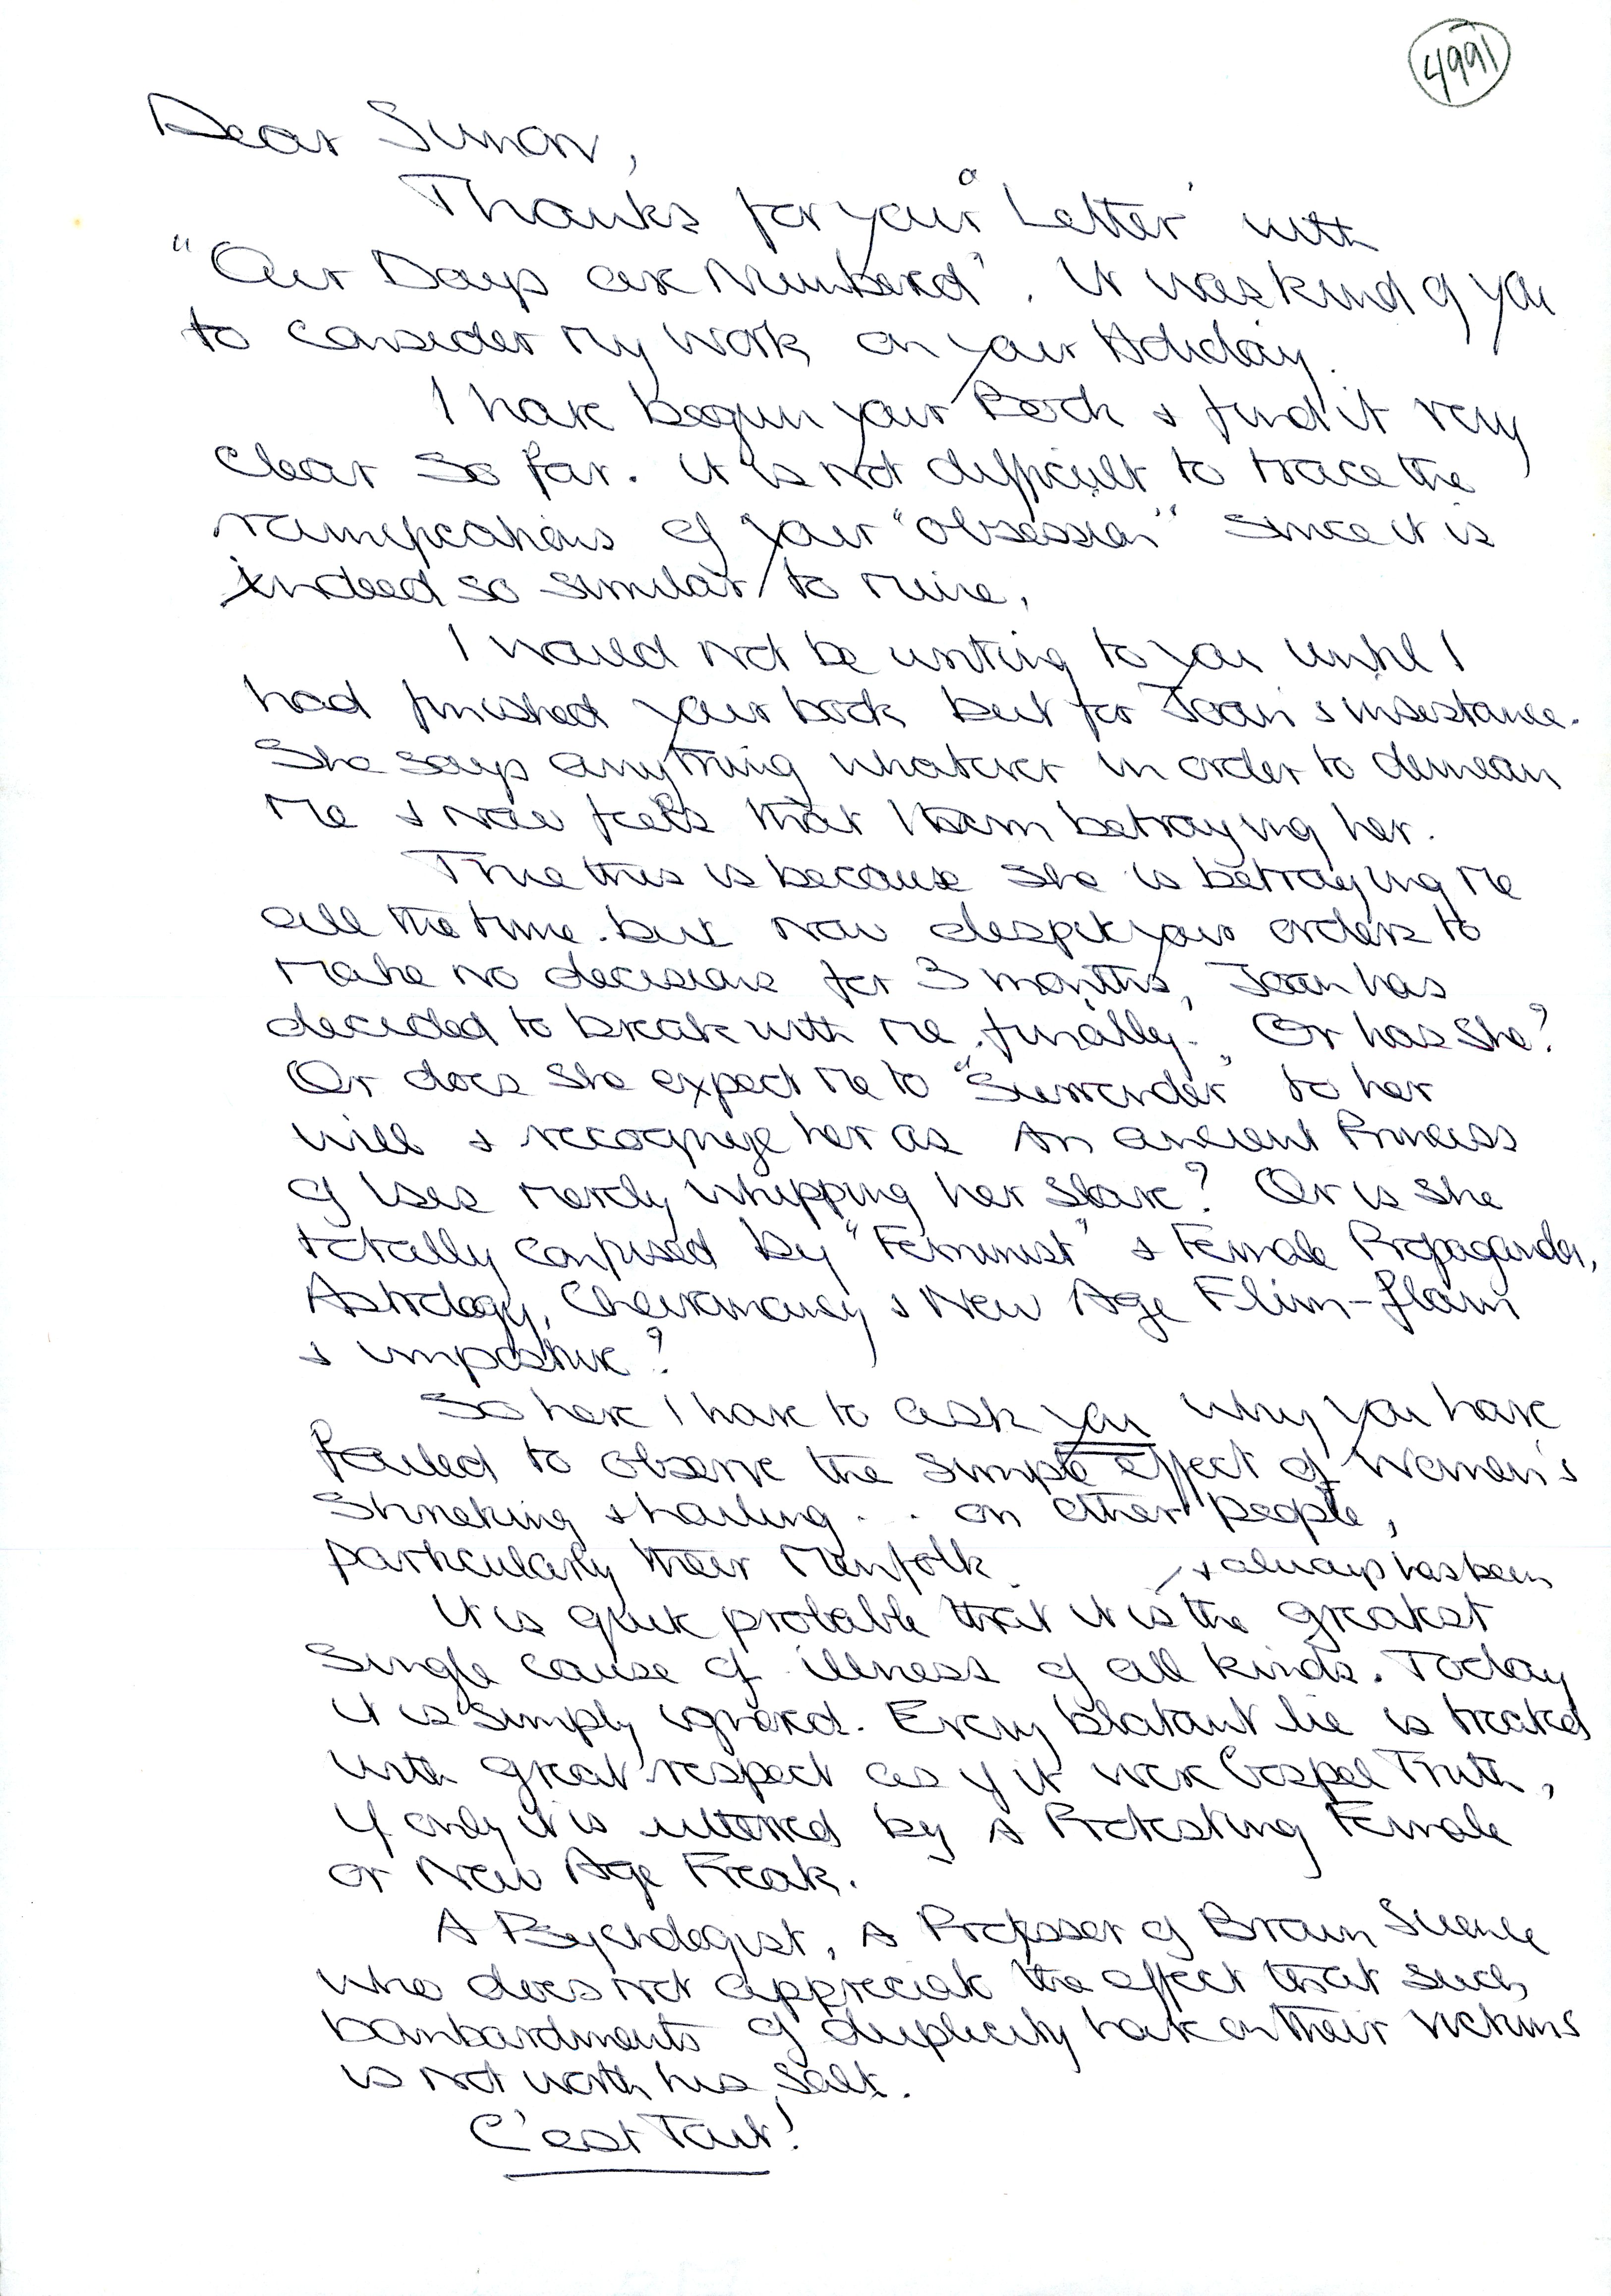 4991
Dear Simon,
Thanks for your "Letter" with
"Our Days are Numbered". It was kind of you
to consider my work on your Holiday.
I have begun your Book & find it very
clear so far. It is not difficult to trace the
ramifications of your "obsession" since it is
indeed so similar to mine.
I would not be writing to you until I
had finished your book but for Joan's insistance.
She says anything whatever in order to demean
me & now feels that I am betraying her.
True this is because she is betraying me
all the time. but now despite your orders to
make no decisions for 3 months, Joan has
decided to break with me "finally". Or has she?
Or does she expect me to "Surrender" to her
will & recognize her as an ancient Princess
of Isis merely whipping her slave? Or is she
totally confused by "Feminist" & Female Propaganda,
Astrology, Cheiromancy & New Age Flim-flam
& imposture?
So here I have to ask you why you have
failed to observe the simple effect of Women's
Shrieking & hailing . . on other people,
particularly their Menfolk.
& always has been
It is quite probable that it is the greatest
single cause of illness of all kinds. Today
it is simply ignored. Every blatant lie is treated
with great respect as if it were Gospel Truth,
if only it is uttered by a Protesting Female
or New Age Freak.
A Psychologist, a Professor of Brain Science
who does not appreciate the effect that such
bombardments of duplicity have on their victims
is not worth his salt.
C'est Tout!